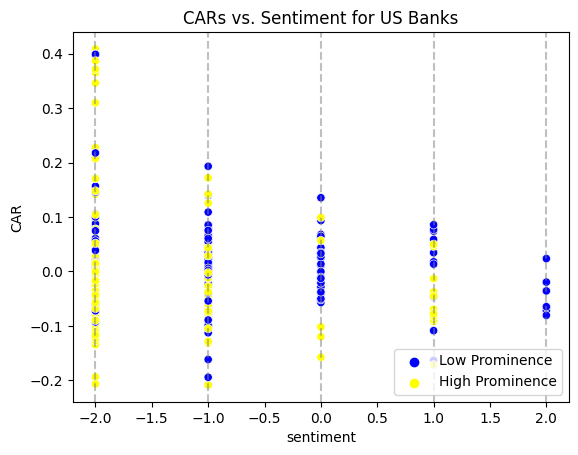 CARs vs. Sentiment for US Banks
CAR
0.4
0.3
0.2
0.1
0.0
−0.1
−0.2
Low Prominence
High Prominence
−2.0 −1.5 −1.0 −0.5 0.0 0.5 1.0 1.5 2.0
sentiment